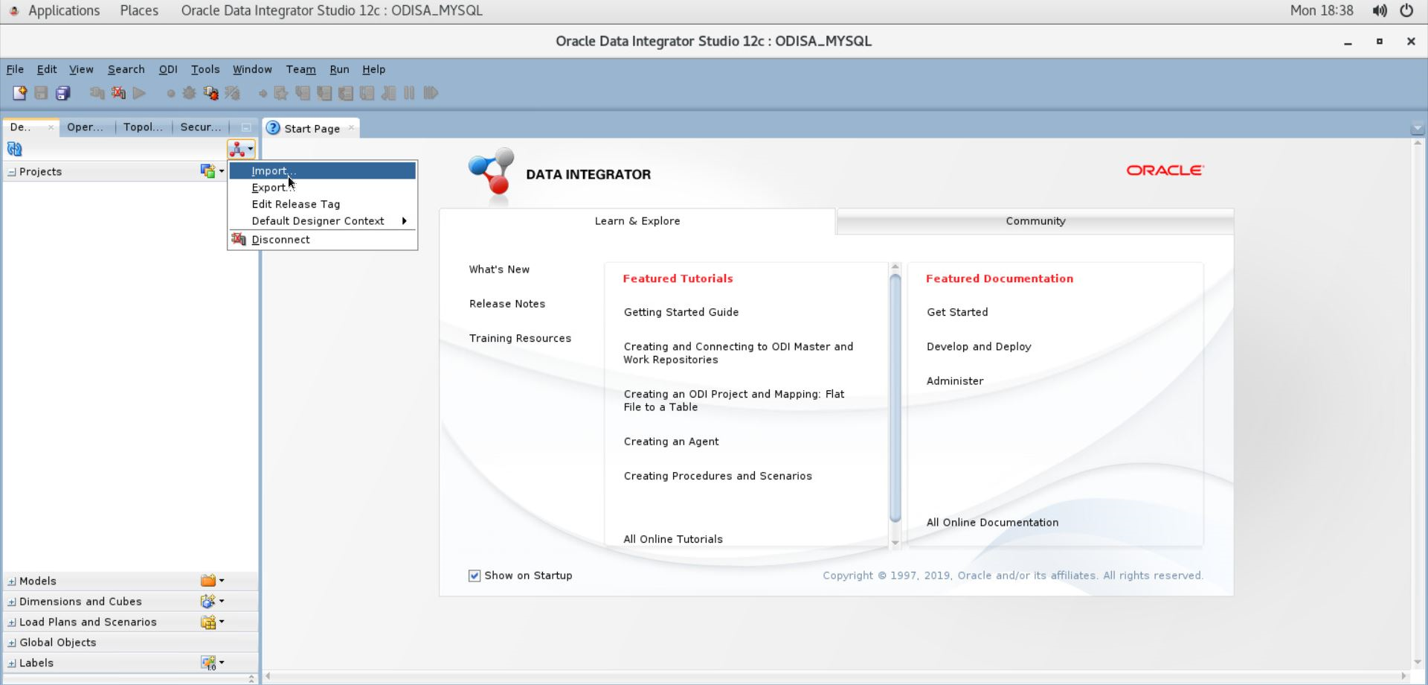 Applications Places Oracle Data Integrator Studio 12c : ODISA_MYSQL Mon 18:38
Oracle Data Integrator Studio 12c : ODISA_MYSQL
File Edit View Search ODI Tools Window Team Run Help
De.. Oper... Topol... Secur... Start Page
Import...
Projects
Export...
Edit Release Tag
Default Designer Context
Disconnect
DATA INTEGRATOR
ORACLE
Learn & Explore Community
What's New
Release Notes
Training Resources
Featured Tutorials
Getting Started Guide
Creating and Connecting to ODI Master and
Work Repositories
Creating an ODI Project and Mapping: Flat
File to a Table
Creating an Agent
Creating Procedures and Scenarios
All Online Tutorials
Featured Documentation
Get Started
Develop and Deploy
Administer
All Online Documentation
Show on Startup
Copyright © 1997, 2019, Oracle and/or its affiliates. All rights reserved.
Models
Dimensions and Cubes
Load Plans and Scenarios
Global Objects
Labels